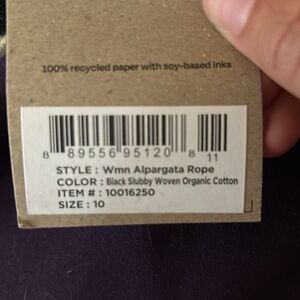 100% recycled paper with soy-based inks
8 89556 95120 8 11
STYLE : Wmn Alpargata Rope
COLOR : Black Slubby Woven Organic Cotton
ITEM # : 10016250
SIZE : 10